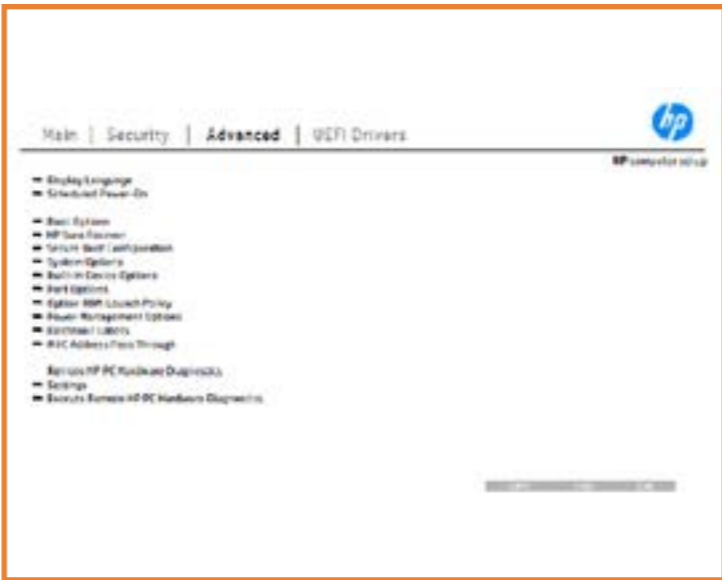 hp
Main | Security | Advanced | UEFI Drivers
HP computer setup
Display Language
Scheduled Power-On
Boot Options
HP Sure Recover
Secure Boot Configuration
System Options
Built-In Device Options
Port Options
Option ROM Launch Policy
Power Management Options
Electronic Labels
MAC Address Pass Through
Remote HP PC Hardware Diagnostics
Settings
Execute Remote HP PC Hardware Diagnostics